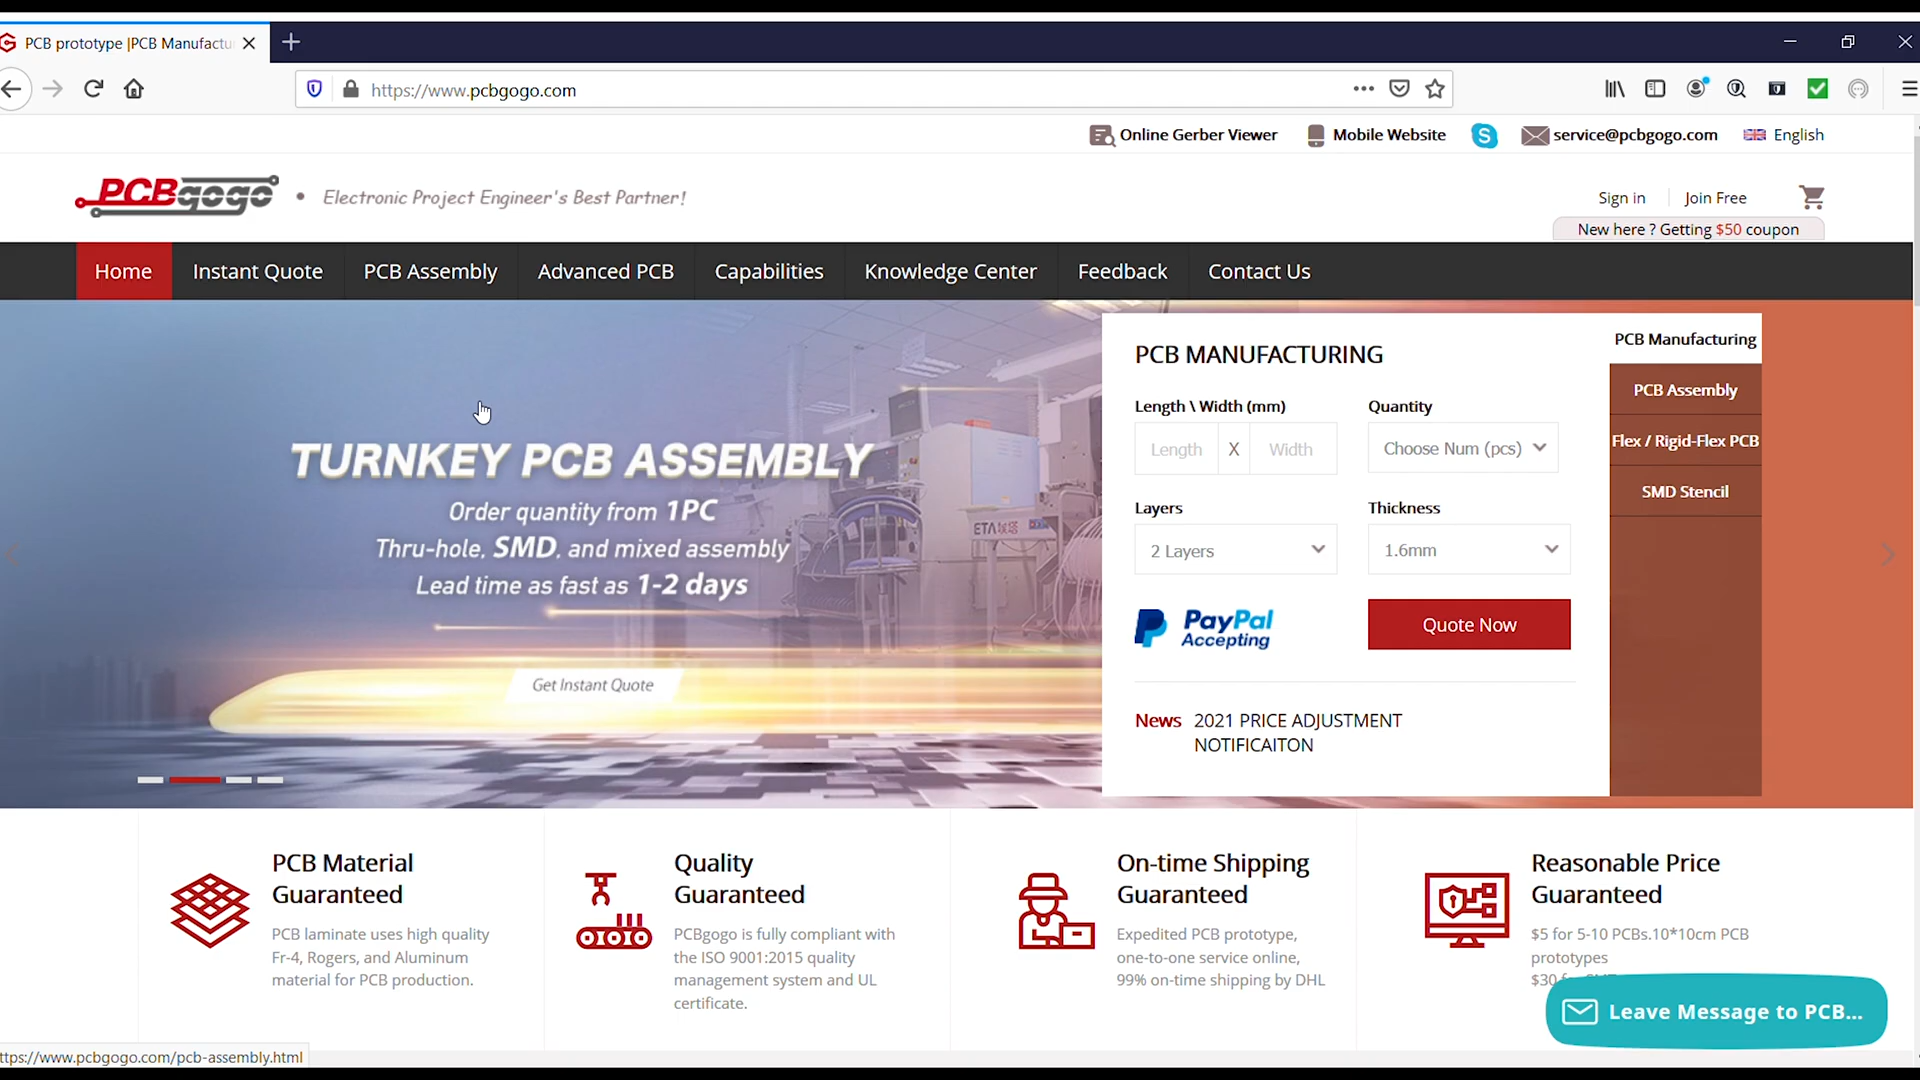 PCB prototype |PCB Manufactu
https://www.pcbgogo.com
Online Gerber Viewer
Mobile Website
service@pcbgogo.com
English
PCBgogo
• Electronic Project Engineer's Best Partner!
Sign in
Join Free
New here ? Getting $50 coupon
Home
Instant Quote
PCB Assembly
Advanced PCB
Capabilities
Knowledge Center
Feedback
Contact Us
TURNKEY PCB ASSEMBLY
Order quantity from 1PC
Thru-hole, SMD, and mixed assembly
Lead time as fast as 1-2 days
Get Instant Quote
ETA埃塔
PCB MANUFACTURING
Length \ Width (mm)
Quantity
Length X Width
Choose Num (pcs)
Layers
Thickness
2 Layers
1.6mm
PayPal
Accepting
Quote Now
News 2021 PRICE ADJUSTMENT
NOTIFICAITON
PCB Manufacturing
PCB Assembly
Flex / Rigid-Flex PCB
SMD Stencil
PCB Material
Guaranteed
PCB laminate uses high quality
Fr-4, Rogers, and Aluminum
material for PCB production.
Quality
Guaranteed
PCBgogo is fully compliant with
the ISO 9001:2015 quality
management system and UL
certificate.
On-time Shipping
Guaranteed
Expedited PCB prototype,
one-to-one service online,
99% on-time shipping by DHL
Reasonable Price
Guaranteed
$5 for 5-10 PCBs.10*10cm PCB
prototypes
$30
Leave Message to PCB...
ttps://www.pcbgogo.com/pcb-assembly.html